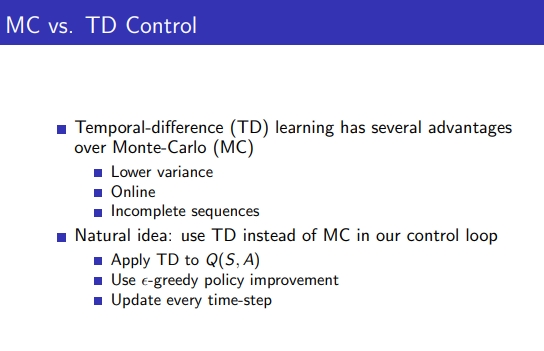 MC vs. TD Control
Temporal-difference (TD) learning has several advantages
over Monte-Carlo (MC)
Lower variance
Online
Incomplete sequences
Natural idea: use TD instead of MC in our control loop
Apply TD to Q(S, A)
Use ϵ-greedy policy improvement
Update every time-step